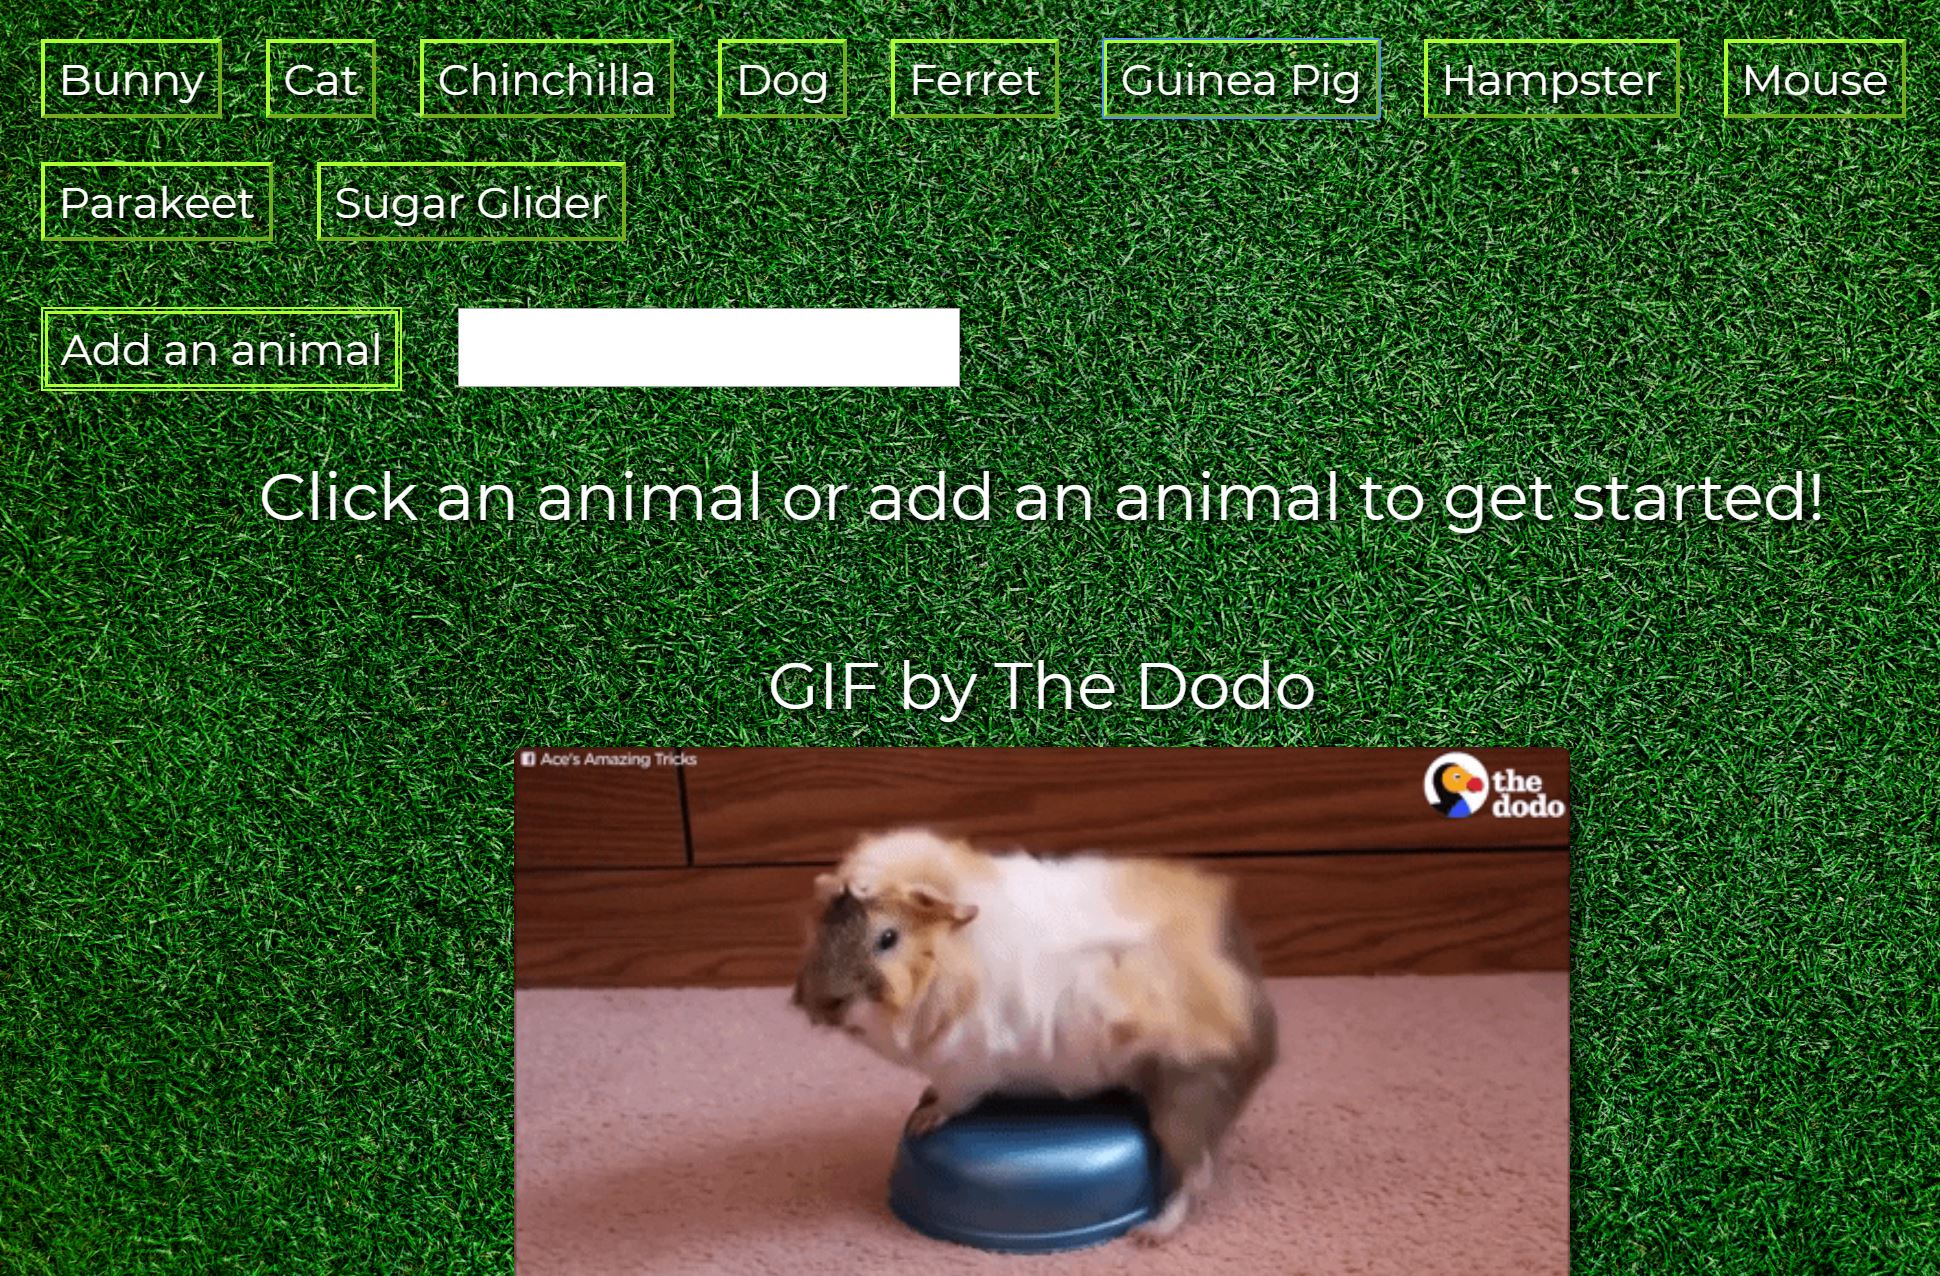 Bunny Cat Chinchilla Dog Ferret Guinea Pig Hampster Mouse
Parakeet Sugar Glider
Add an animal
Click an animal or add an animal to get started!
GIF by The Dodo
Ace's Amazing Tricks
the
dodo